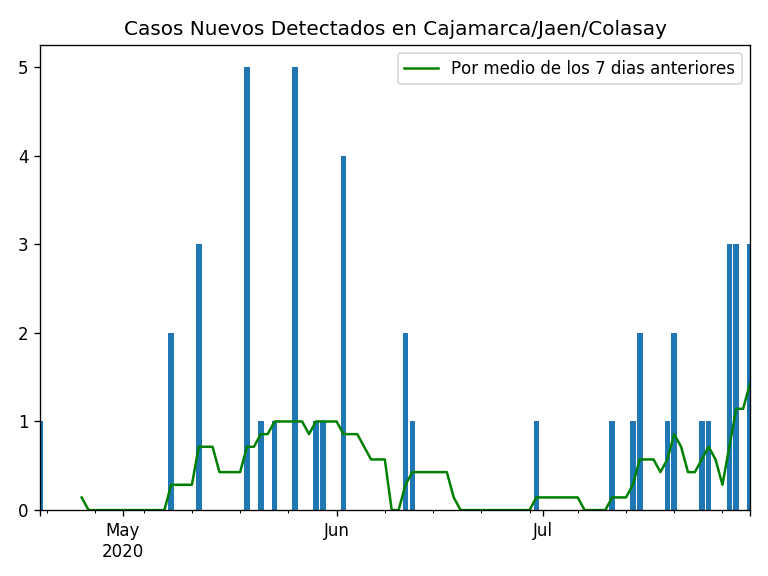 Casos Nuevos Detectados en Cajamarca/Jaen/Colasay
Por medio de los 7 dias anteriores
5
4
3
2
1
0
May
2020
Jun
Jul